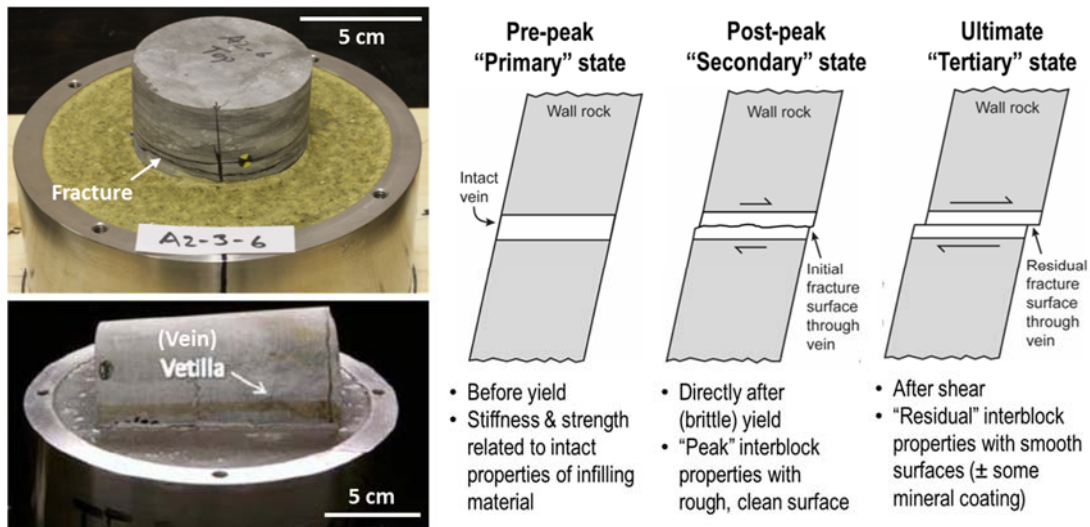 5 cm
A2-6
Top
Fracture
A2-3-6
(Vein)
Vetilla
5 cm
Pre-peak
“Primary” state
Wall rock
Intact
vein
• Before yield
• Stiffness & strength
related to intact
properties of infilling
material
Post-peak
“Secondary” state
Wall rock
Initial
fracture
surface
through
vein
• Directly after
(brittle) yield
• “Peak” interblock
properties with
rough, clean surface
Ultimate
“Tertiary” state
Wall rock
Residual
fracture
surface
through
vein
• After shear
• “Residual” interblock
properties with smooth
surfaces (± some
mineral coating)